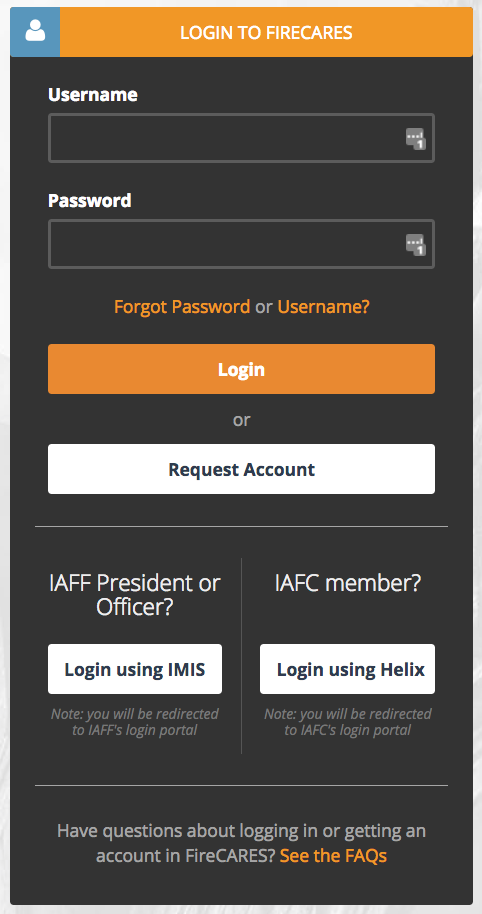 LOGIN TO FIRECARES
Username
1
Password
1
Forgot Password or Username?
Login
or
Request Account
IAFF President or
Officer?
Login using IMIS
Note: you will be redirected
to IAFF's login portal
IAFC member?
Login using Helix
Note: you will be redirected
to IAFC's login portal
Have questions about logging in or getting an
account in FireCARES? See the FAQs